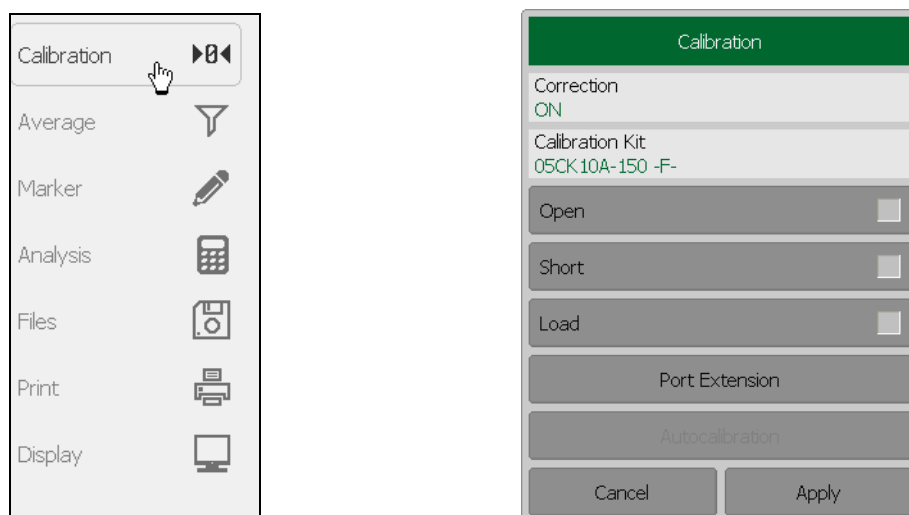 Calibration
Average
Marker
Analysis
Files
Print
Display
Calibration
Correction
ON
Calibration Kit
05CK10A-150 -F-
Open
Short
Load
Port Extension
Autocalibration
Cancel
Apply